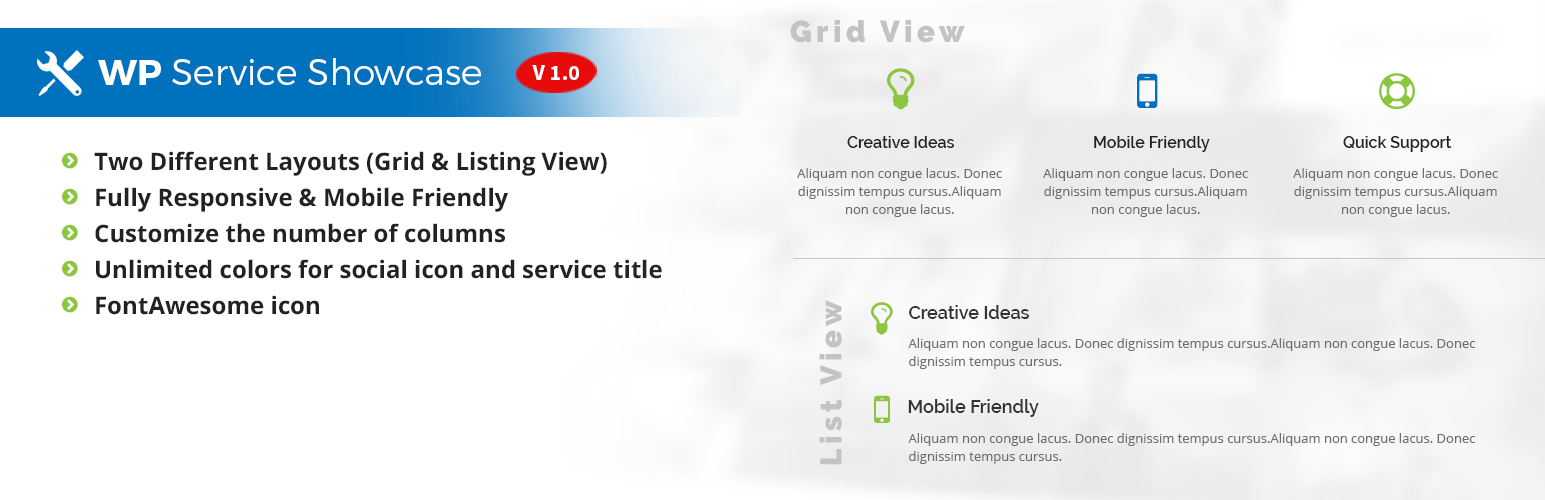 WP Service Showcase V 1.0
Two Different Layouts (Grid & Listing View)
Fully Responsive & Mobile Friendly
Customize the number of columns
Unlimited colors for social icon and service title
FontAwesome icon
Grid View
Creative Ideas
Aliquam non congue lacus. Donec
dignissim tempus cursus.Aliquam
non congue lacus.
Mobile Friendly
Aliquam non congue lacus. Donec
dignissim tempus cursus.Aliquam
non congue lacus.
Quick Support
Aliquam non congue lacus. Donec
dignissim tempus cursus.Aliquam
non congue lacus.
List View
Creative Ideas
Aliquam non congue lacus. Donec dignissim tempus cursus.Aliquam non congue lacus. Donec
dignissim tempus cursus.
Mobile Friendly
Aliquam non congue lacus. Donec dignissim tempus cursus.Aliquam non congue lacus. Donec
dignissim tempus cursus.